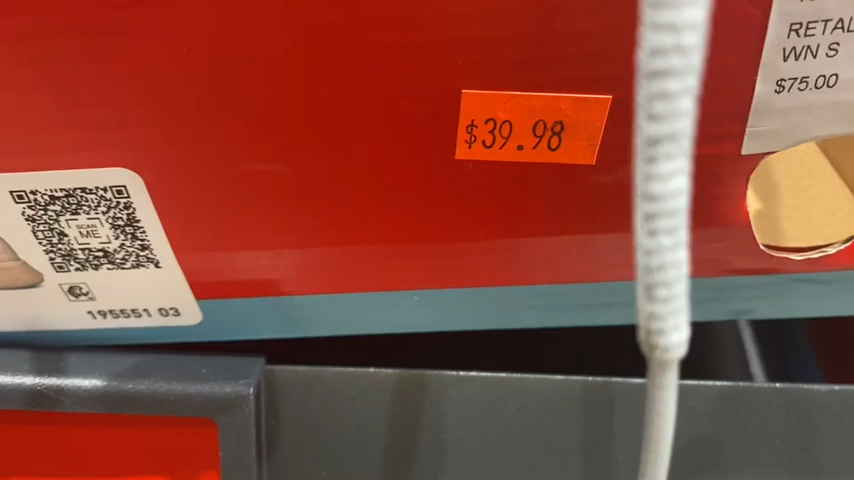 RETAL
WN S
$75.00
$39.98
SCAN
ME
195551 03